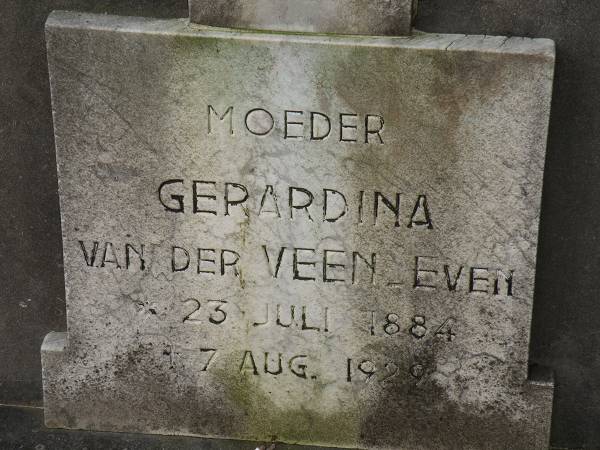 MOEDER
GERARDINA
VAN DER VEEN-EVEN
* 23 JULI 1884
† 7 AUG.